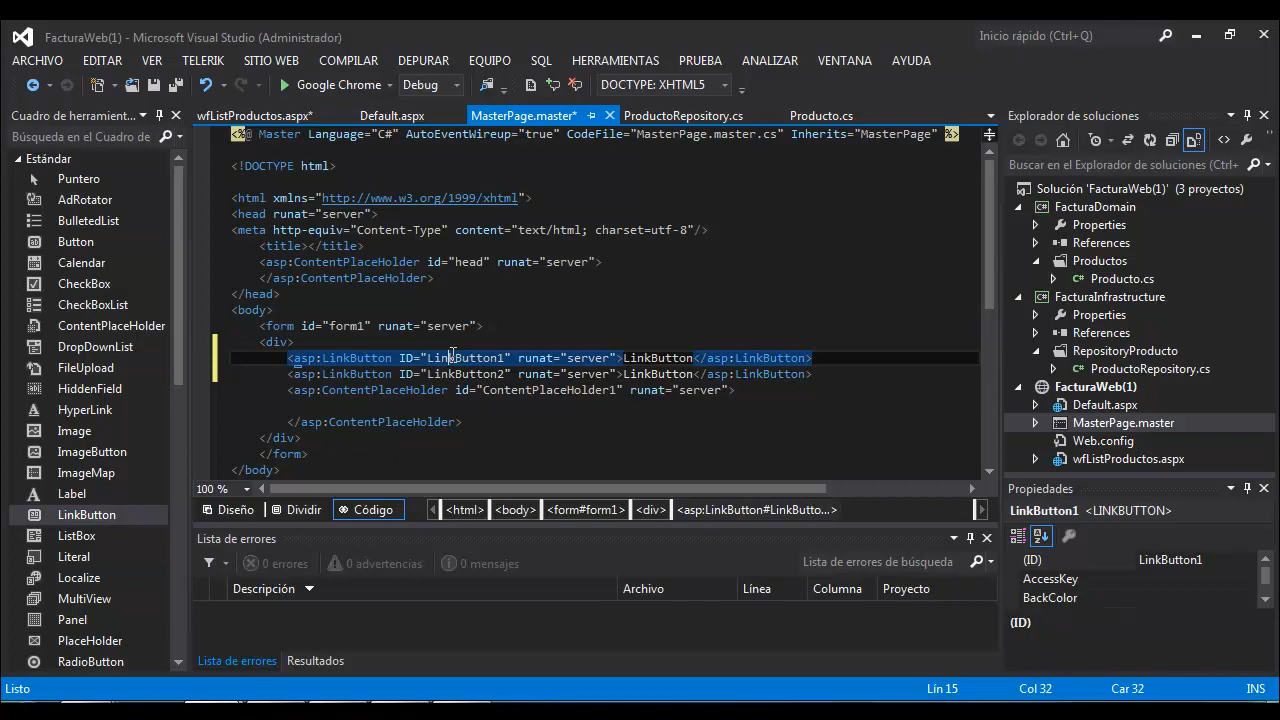 FacturaWeb(1) - Microsoft Visual Studio (Administrador)
Inicio rápido (Ctrl+Q)
ARCHIVO EDITAR VER TELERIK SITIO WEB COMPILAR DEPURAR EQUIPO SQL HERRAMIENTAS PRUEBA ANALIZAR VENTANA AYUDA
Google Chrome Debug DOCTYPE: XHTML5
Cuadro de herramient...
wfListProductos.aspx* Default.aspx MasterPage.master* ProductoRepository.cs Producto.cs
Explorador de soluciones
Búsqueda en el Cuadro de
Estándar
Puntero
AdRotator
BulletedList
Button
Calendar
CheckBox
CheckBoxList
ContentPlaceHolder
DropDownList
FileUpload
HiddenField
HyperLink
Image
ImageButton
ImageMap
Label
LinkButton
ListBox
Literal
Localize
MultiView
Panel
PlaceHolder
RadioButton
<%@ Master Language="C#" AutoEventWireup="true" CodeFile="MasterPage.master.cs" Inherits="MasterPage" %>
<!DOCTYPE html>
<html xmlns="http://www.w3.org/1999/xhtml">
<head runat="server">
<meta http-equiv="Content-Type" content="text/html; charset=utf-8"/>
<title></title>
<asp:ContentPlaceHolder id="head" runat="server">
</asp:ContentPlaceHolder>
</head>
<body>
<form id="form1" runat="server">
<div>
<asp:LinkButton ID="LinkButton1" runat="server">LinkButton</asp:LinkButton>
<asp:LinkButton ID="LinkButton2" runat="server">LinkButton</asp:LinkButton>
<asp:ContentPlaceHolder id="ContentPlaceHolder1" runat="server">
</asp:ContentPlaceHolder>
</div>
</form>
</body>
100 %
Diseño Dividir Código <html> <body> <form#form1> <div> <asp:LinkButton#LinkButto...>
Lista de errores
0 errores 0 advertencias 0 mensajes Lista de errores de búsqueda
Descripción Archivo Línea Columna Proyecto
Lista de errores Resultados
Buscar en el Explorador de soluciones (Ctrl+
Solución 'FacturaWeb(1)' (3 proyectos)
FacturaDomain
Properties
References
Productos
Producto.cs
FacturaInfrastructure
Properties
References
RepositoryProducto
ProductoRepository.cs
FacturaWeb(1)
Default.aspx
MasterPage.master
Web.config
wfListProductos.aspx
Propiedades
LinkButton1 <LINKBUTTON>
(ID) LinkButton1
AccessKey
BackColor
(ID)
Listo Lín 15 Col 32 Car 32 INS